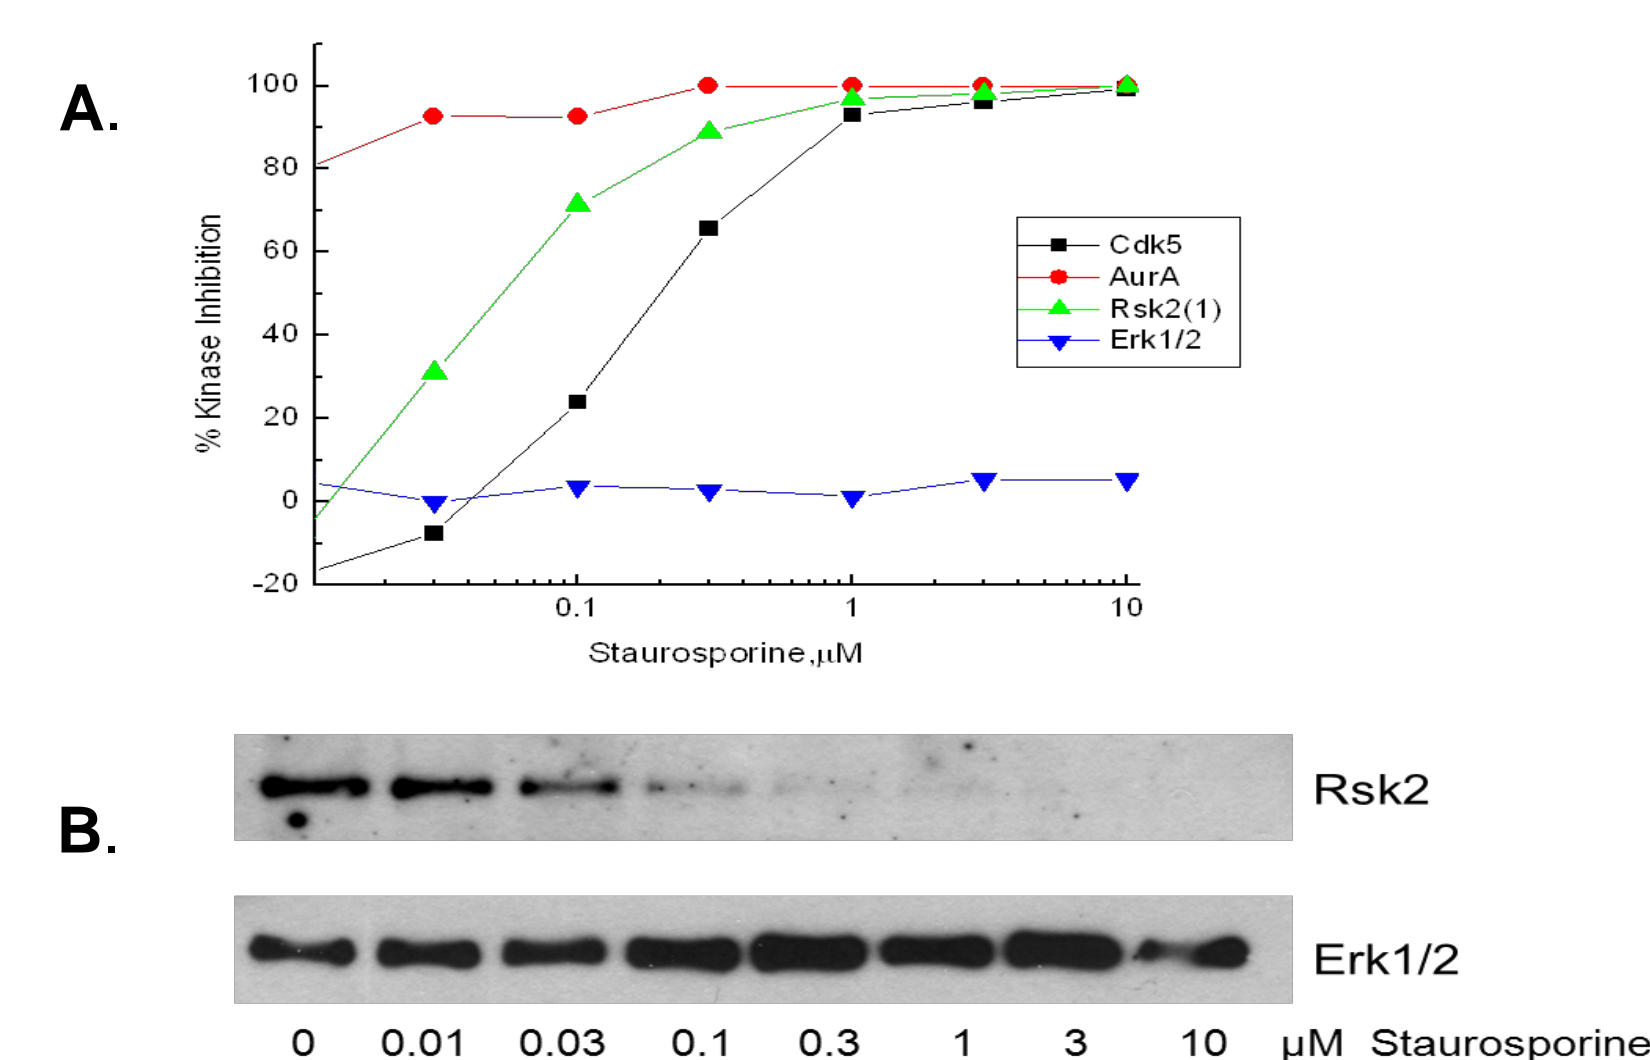 A.
100
80
60
40
20
0
-20
% Kinase Inhibition
0.1 1 10
Staurosporine,μM
Cdk5
AurA
Rsk2(1)
Erk1/2
B.
Rsk2
Erk1/2
0 0.01 0.03 0.1 0.3 1 3 10 μM Staurosporine